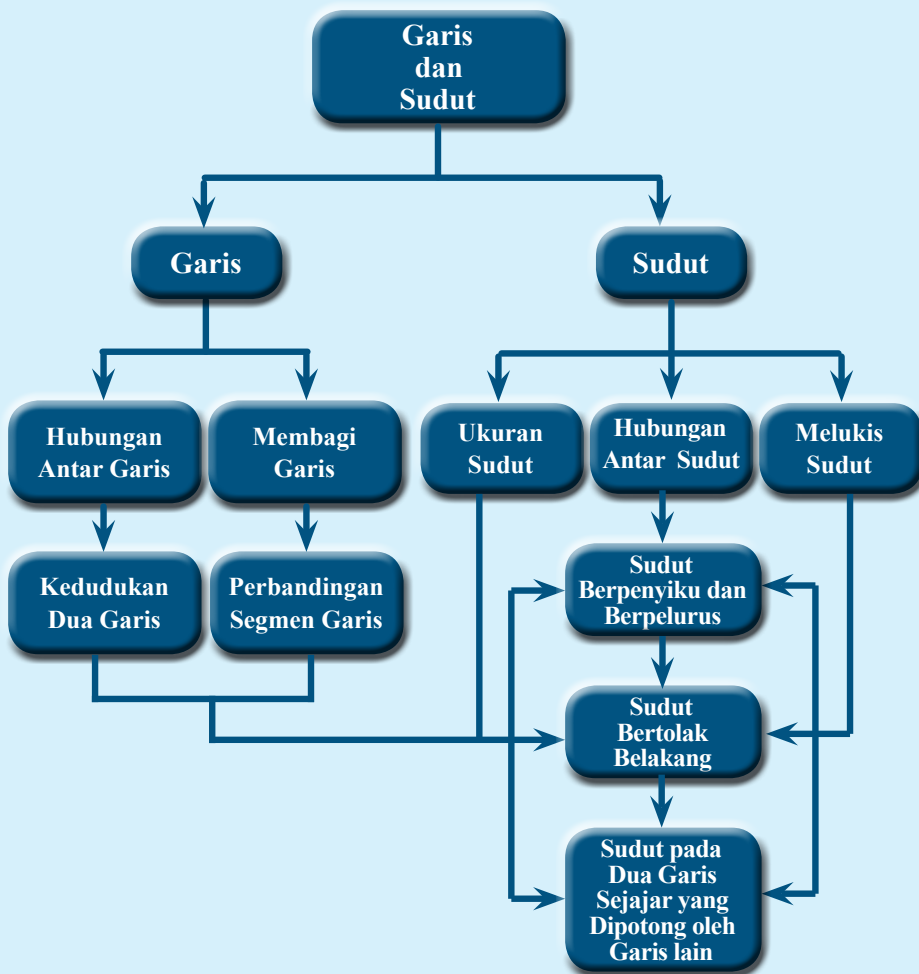 Garis
dan
Sudut
Garis
Sudut
Hubungan
Antar Garis
Membagi
Garis
Ukuran
Sudut
Hubungan
Antar Sudut
Melukis
Sudut
Kedudukan
Dua Garis
Perbandingan
Segmen Garis
Sudut
Berpenyiku dan
Berpelurus
Sudut
Bertolak
Belakang
Sudut pada
Dua Garis
Sejajar yang
Dipotong oleh
Garis lain